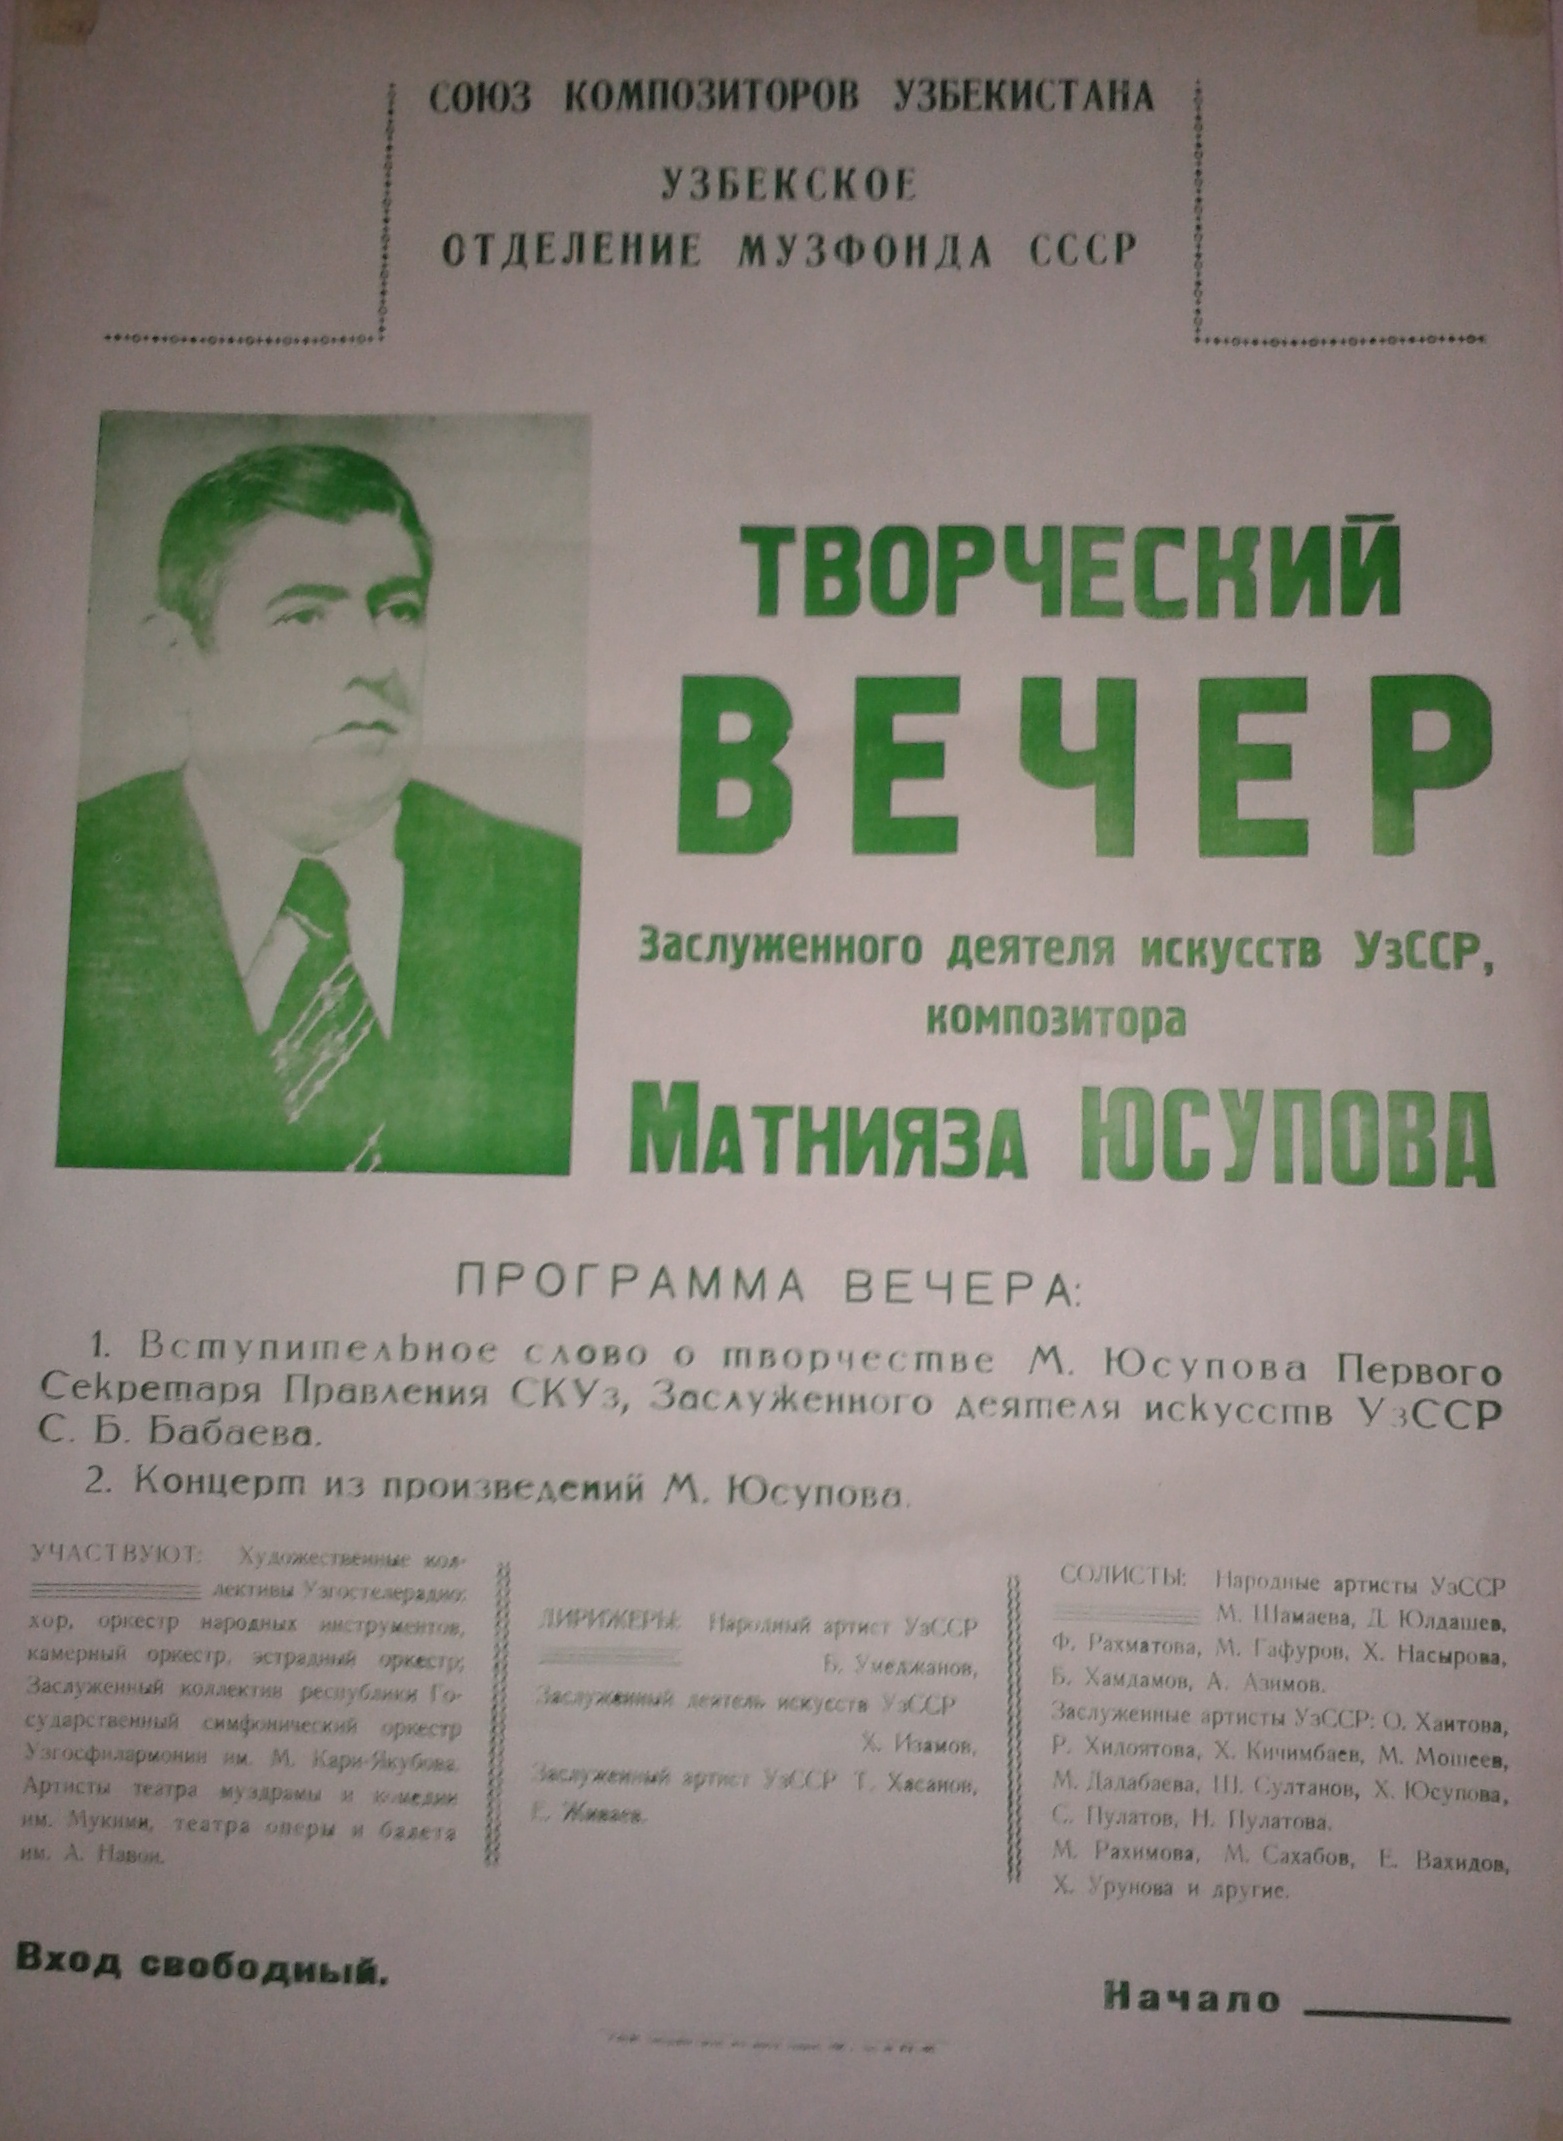 СОЮЗ КОМПОЗИТОРОВ УЗБЕКИСТАНА
УЗБЕКСКОЕ
ОТДЕЛЕНИЕ МУЗФОНДА СССР
ТВОРЧЕСКИЙ
ВЕЧЕР
Заслуженного деятеля искусств УзССР,
композитора
Матнияза ЮСУПОВА
ПРОГРАММА ВЕЧЕРА:
1. Вступительное слово о творчестве М. Юсупова Первого
Секретаря Правления СКУз, Заслуженного деятеля искусств УзССР
С. Б. Бабаева.
2. Концерт из произведений М. Юсупова.
УЧАСТВУЮТ: Художественные кол-
лективы Узгостелерадио:
хор, оркестр народных инструментов,
камерный оркестр, эстрадный оркестр;
Заслуженный коллектив республики Го-
сударственный симфонический оркестр
Узгосфилармонии им. М. Кари-Якубова.
Артисты театра муздрамы и комедии
им. Мукими, театра оперы и балета
им. А. Навои.
ДИРИЖЕРЫ: Народный артист УзССР
Б. Умеджанов,
Заслуженный деятель искусств УзССР
Х. Изамов,
Заслуженный артист УзССР Т. Хасанов,
Е. Живаев.
СОЛИСТЫ: Народные артисты УзССР
М. Шамаева, Д. Юлдашев,
Ф. Рахматова, М. Гафуров, Х. Насырова,
Б. Хамдамов, А. Азимов.
Заслуженные артисты УзССР: О. Хаитова,
Р. Хидоятова, Х. Кичимбаев, М. Мошеев,
М. Далабаева, Ш. Султанов, Х. Юсупова,
С. Пулатов, Н. Пулатова.
М. Рахимова, М. Сахабов, Е. Вахидов,
Х. Урунова и другие.
Вход свободный.
Начало